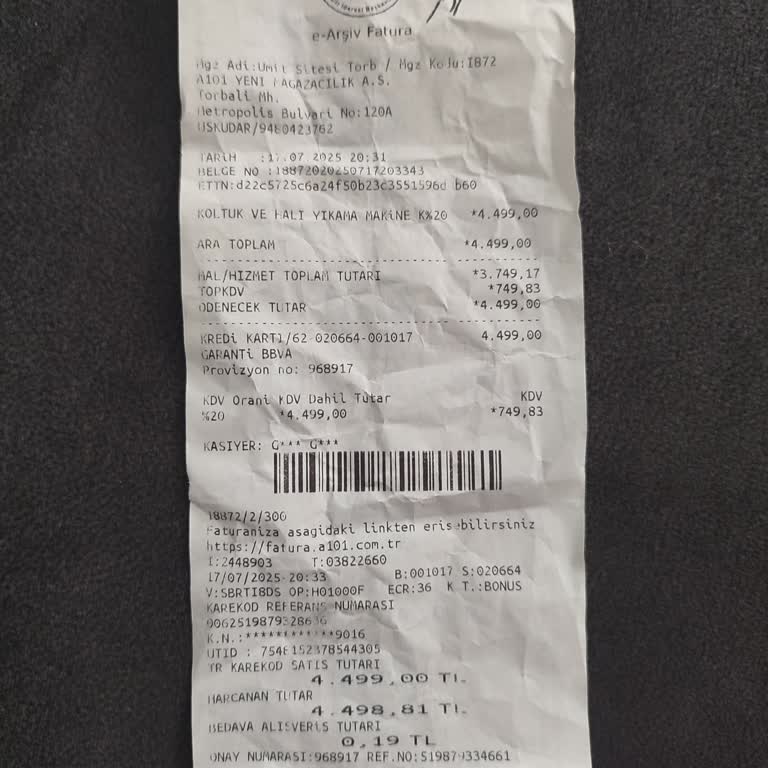 e-Arşiv Fatura
Mgz Adi:Umit Sitesi Torb / Mgz Kodu:I872
A101 YENI MAGAZACILIK A.S.
Torbali Mh.
Metropolis Bulvari No:120A
USKUDAR/9480423762
TARiH :17.07.2025 20:31
BELGE NO :
ETTN:
KOLTUK VE HALI YIKAMA MAKiNE K%20 *4.499,00
ARA TOPLAM *4.499,00
MAL/HIZMET TOPLAM TUTARI *3.749,17
TOPKDV *749,83
ODENECEK TUTAR *4.499,00
KREDi KARTI/62 020664-001017 4.499,00
GARANTi BBVA
Provizyon no: 968917
KDV Orani KDV Dahil Tutar KDV
%20 *4.499,00 *749,83
KASIYER: G*** G***
18872/2/300
Faturaniza asagidaki linkten erisebilirsiniz
https://fatura.a101.com.tr
I:2448903 T:03822660
17/07/2025-20:33 B:001017 S:020664
V:SBRTI8DS OP:H01000F ECR:36 K T.:BONUS
KAREKOD REFERANS NUMARASI
K.N.:************9016
UTID :
TR KAREKOD SATIS TUTARI
4.499,00 TL
HARCANAN TUTAR
4.498,81 TL
BEDAVA ALISVERIS TUTARI
0,19 TL
ONAY NUMARASI:968917 REF.NO: